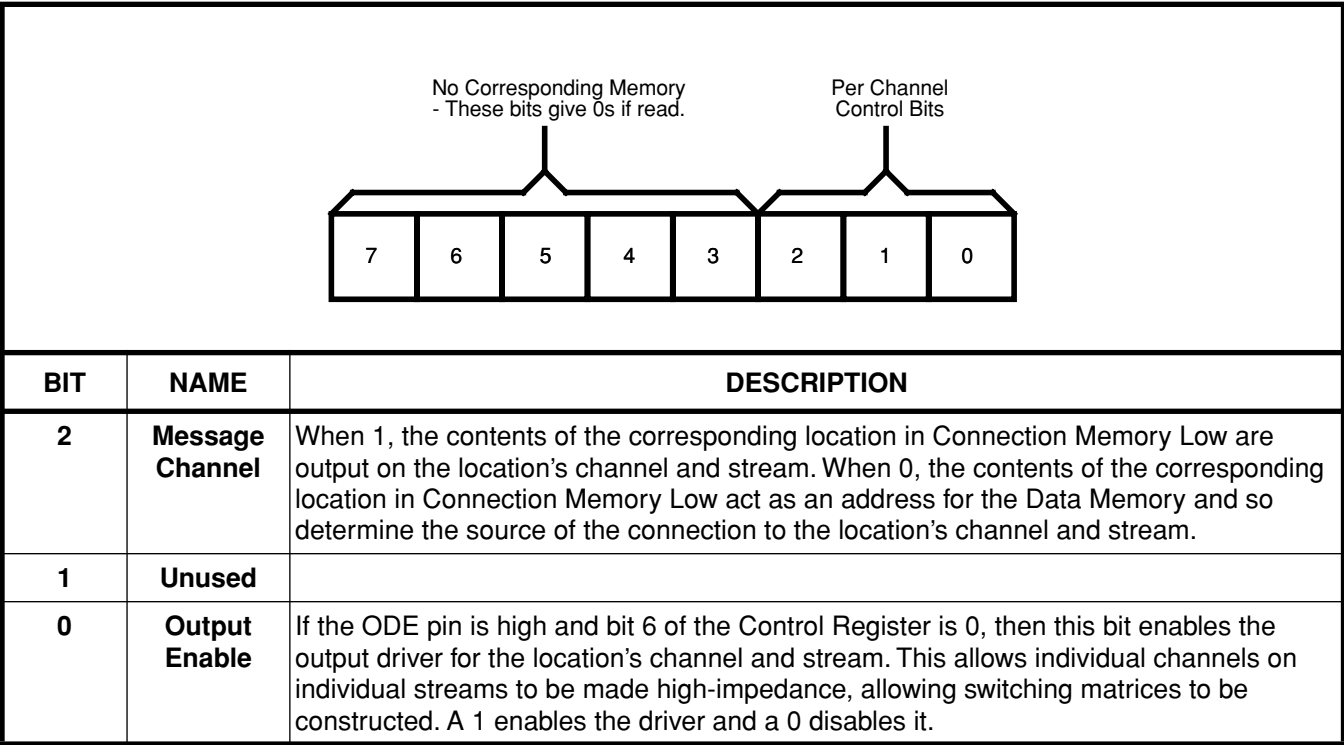 No Corresponding Memory
- These bits give 0s if read.
Per Channel
Control Bits
7 6 5 4 3 2 1 0
BIT NAME DESCRIPTION
2 Message Channel When 1, the contents of the corresponding location in Connection Memory Low are
output on the location's channel and stream. When 0, the contents of the corresponding
location in Connection Memory Low act as an address for the Data Memory and so
determine the source of the connection to the location's channel and stream.
1 Unused
0 Output Enable If the ODE pin is high and bit 6 of the Control Register is 0, then this bit enables the
output driver for the location's channel and stream. This allows individual channels on
individual streams to be made high-impedance, allowing switching matrices to be
constructed. A 1 enables the driver and a 0 disables it.